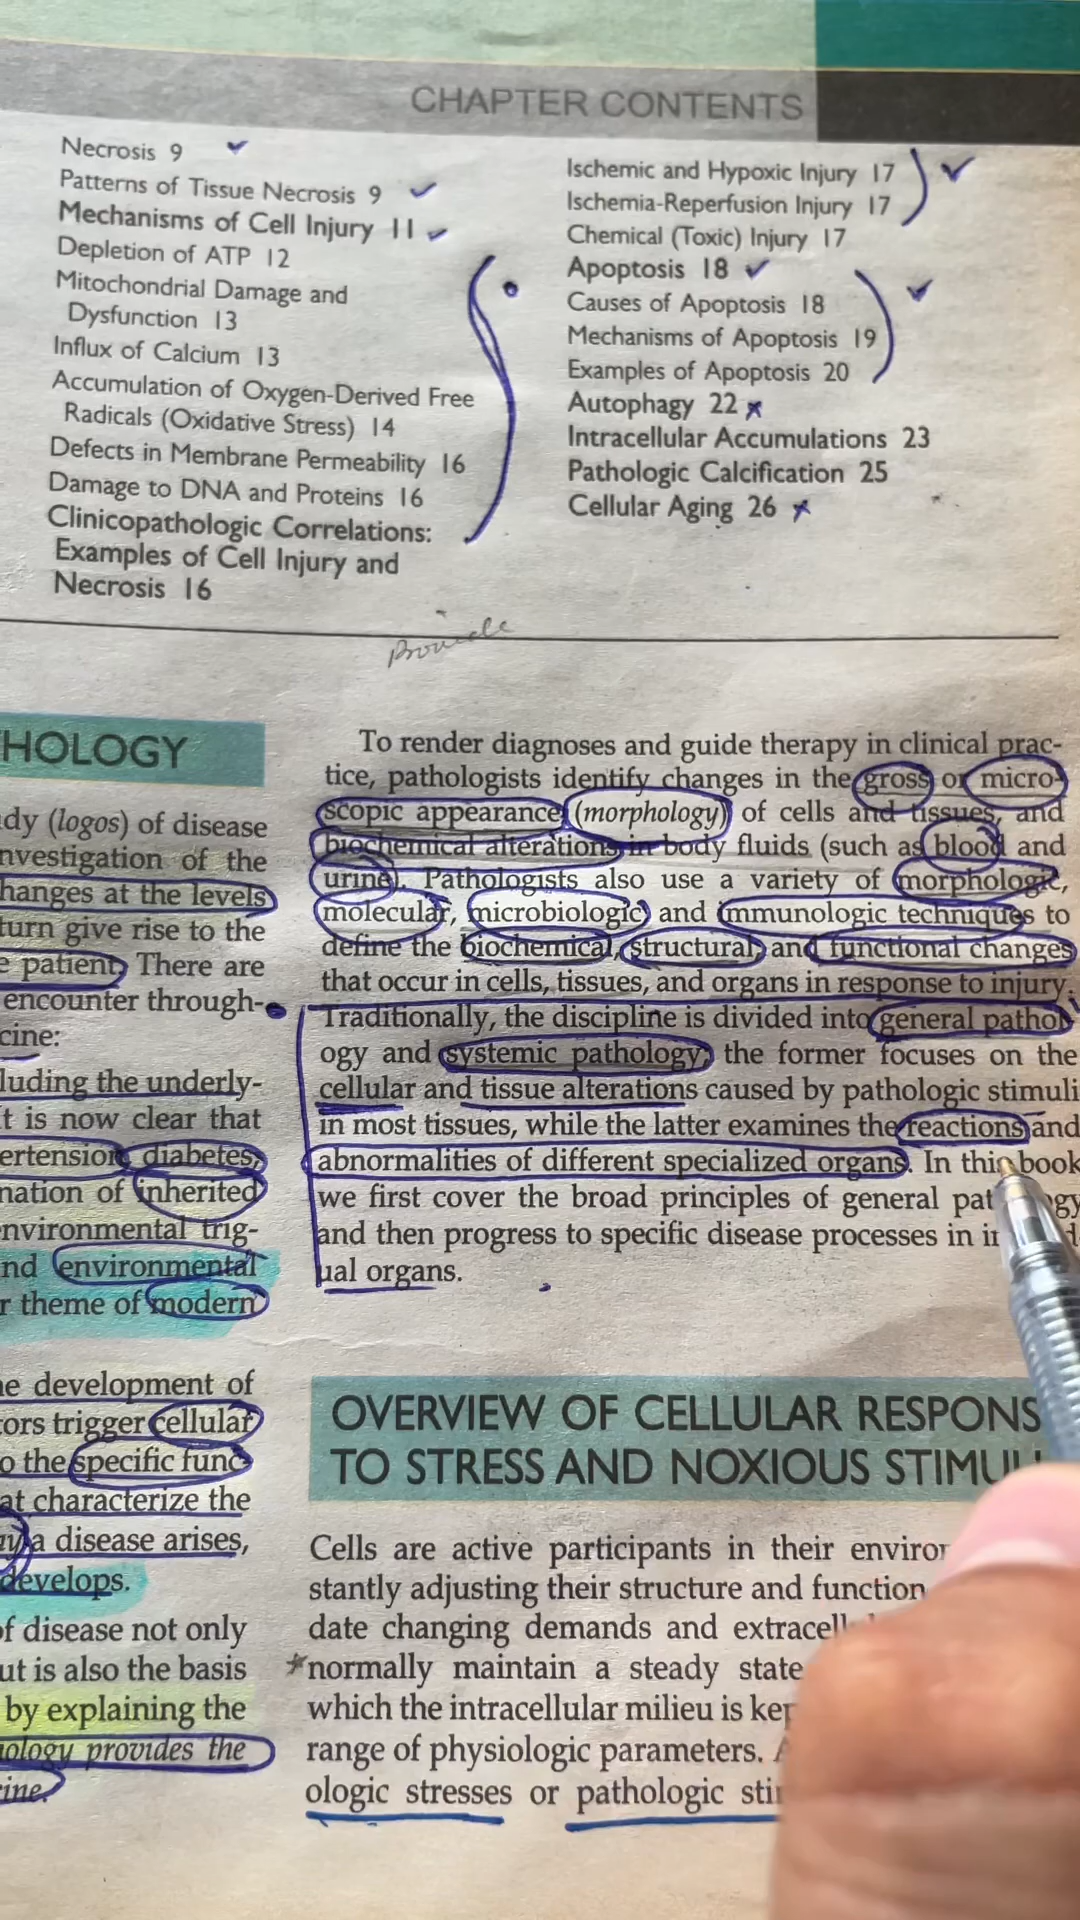 CHAPTER CONTENTS
Necrosis 9
Patterns of Tissue Necrosis 9
Mechanisms of Cell Injury 11
Depletion of ATP 12
Mitochondrial Damage and
Dysfunction 13
Influx of Calcium 13
Accumulation of Oxygen-Derived Free
Radicals (Oxidative Stress) 14
Defects in Membrane Permeability 16
Damage to DNA and Proteins 16
Clinicopathologic Correlations:
Examples of Cell Injury and
Necrosis 16
Ischemic and Hypoxic Injury 17
Ischemia-Reperfusion Injury 17
Chemical (Toxic) Injury 17
Apoptosis 18
Causes of Apoptosis 18
Mechanisms of Apoptosis 19
Examples of Apoptosis 20
Autophagy 22
Intracellular Accumulations 23
Pathologic Calcification 25
Cellular Aging 26
HOLOGY
dy (logos) of disease
nvestigation of the
hanges at the levels
turn give rise to the
e patient. There are
encounter through-
cine:
luding the underly-
t is now clear that
ertension, diabetes,
nation of inherited
nvironmental trig-
nd environmental
r theme of modern
e development of
ors trigger cellular
o the specific func-
at characterize the
a disease arises,
develops.
f disease not only
ut is also the basis
by explaining the
ology provides the
ine.
To render diagnoses and guide therapy in clinical prac-
tice, pathologists identify changes in the gross or micro-
scopic appearance (morphology) of cells and tissues, and
biochemical alterations in body fluids (such as blood and
urine). Pathologists also use a variety of morphologic,
molecular, microbiologic, and immunologic techniques to
define the biochemical, structural, and functional changes
that occur in cells, tissues, and organs in response to injury.
Traditionally, the discipline is divided into general pathol-
ogy and systemic pathology; the former focuses on the
cellular and tissue alterations caused by pathologic stimuli
in most tissues, while the latter examines the reactions and
abnormalities of different specialized organs. In this book
we first cover the broad principles of general pat gy
and then progress to specific disease processes in i d-
ual organs.
OVERVIEW OF CELLULAR RESPONS
TO STRESS AND NOXIOUS STIMULI
Cells are active participants in their enviro
stantly adjusting their structure and function
date changing demands and extracell
normally maintain a steady state
which the intracellular milieu is kep
range of physiologic parameters.
ologic stresses or pathologic sti